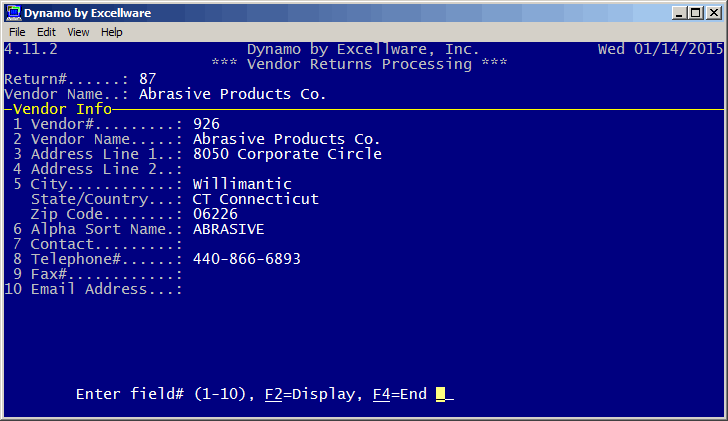 Dynamo by Excellware
File Edit View Help
4.11.2 Dynamo by Excellware, Inc. Wed 01/14/2015
*** Vendor Returns Processing ***
Return#......: 87
Vendor Name..: Abrasive Products Co.
Vendor Info
1 Vendor#.........: 926
2 Vendor Name.....: Abrasive Products Co.
3 Address Line 1..: 8050 Corporate Circle
4 Address Line 2..:
5 City............: Willimantic
State/Country...: CT Connecticut
Zip Code........: 06226
6 Alpha Sort Name.: ABRASIVE
7 Contact.........:
8 Telephone#......: 440-866-6893
9 Fax#............:
10 Email Address...:
Enter field# (1-10), F2=Display, F4=End